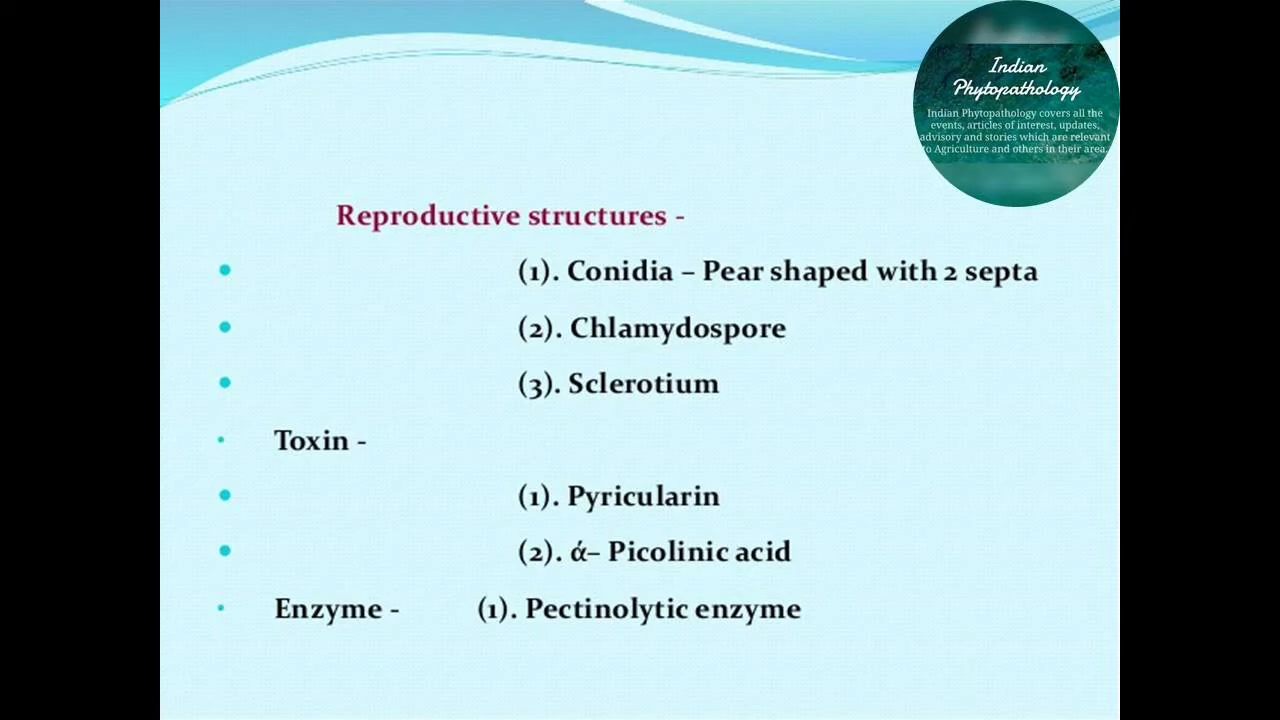 Indian
Phytopathology
Indian Phytopathology covers all the
events, articles of interest, updates,
advisory and stories which are relevant
to Agriculture and others in their area.
Reproductive structures -
(1). Conidia – Pear shaped with 2 septa
(2). Chlamydospore
(3). Sclerotium
Toxin -
(1). Pyricularin
(2). ά– Picolinic acid
Enzyme - (1). Pectinolytic enzyme